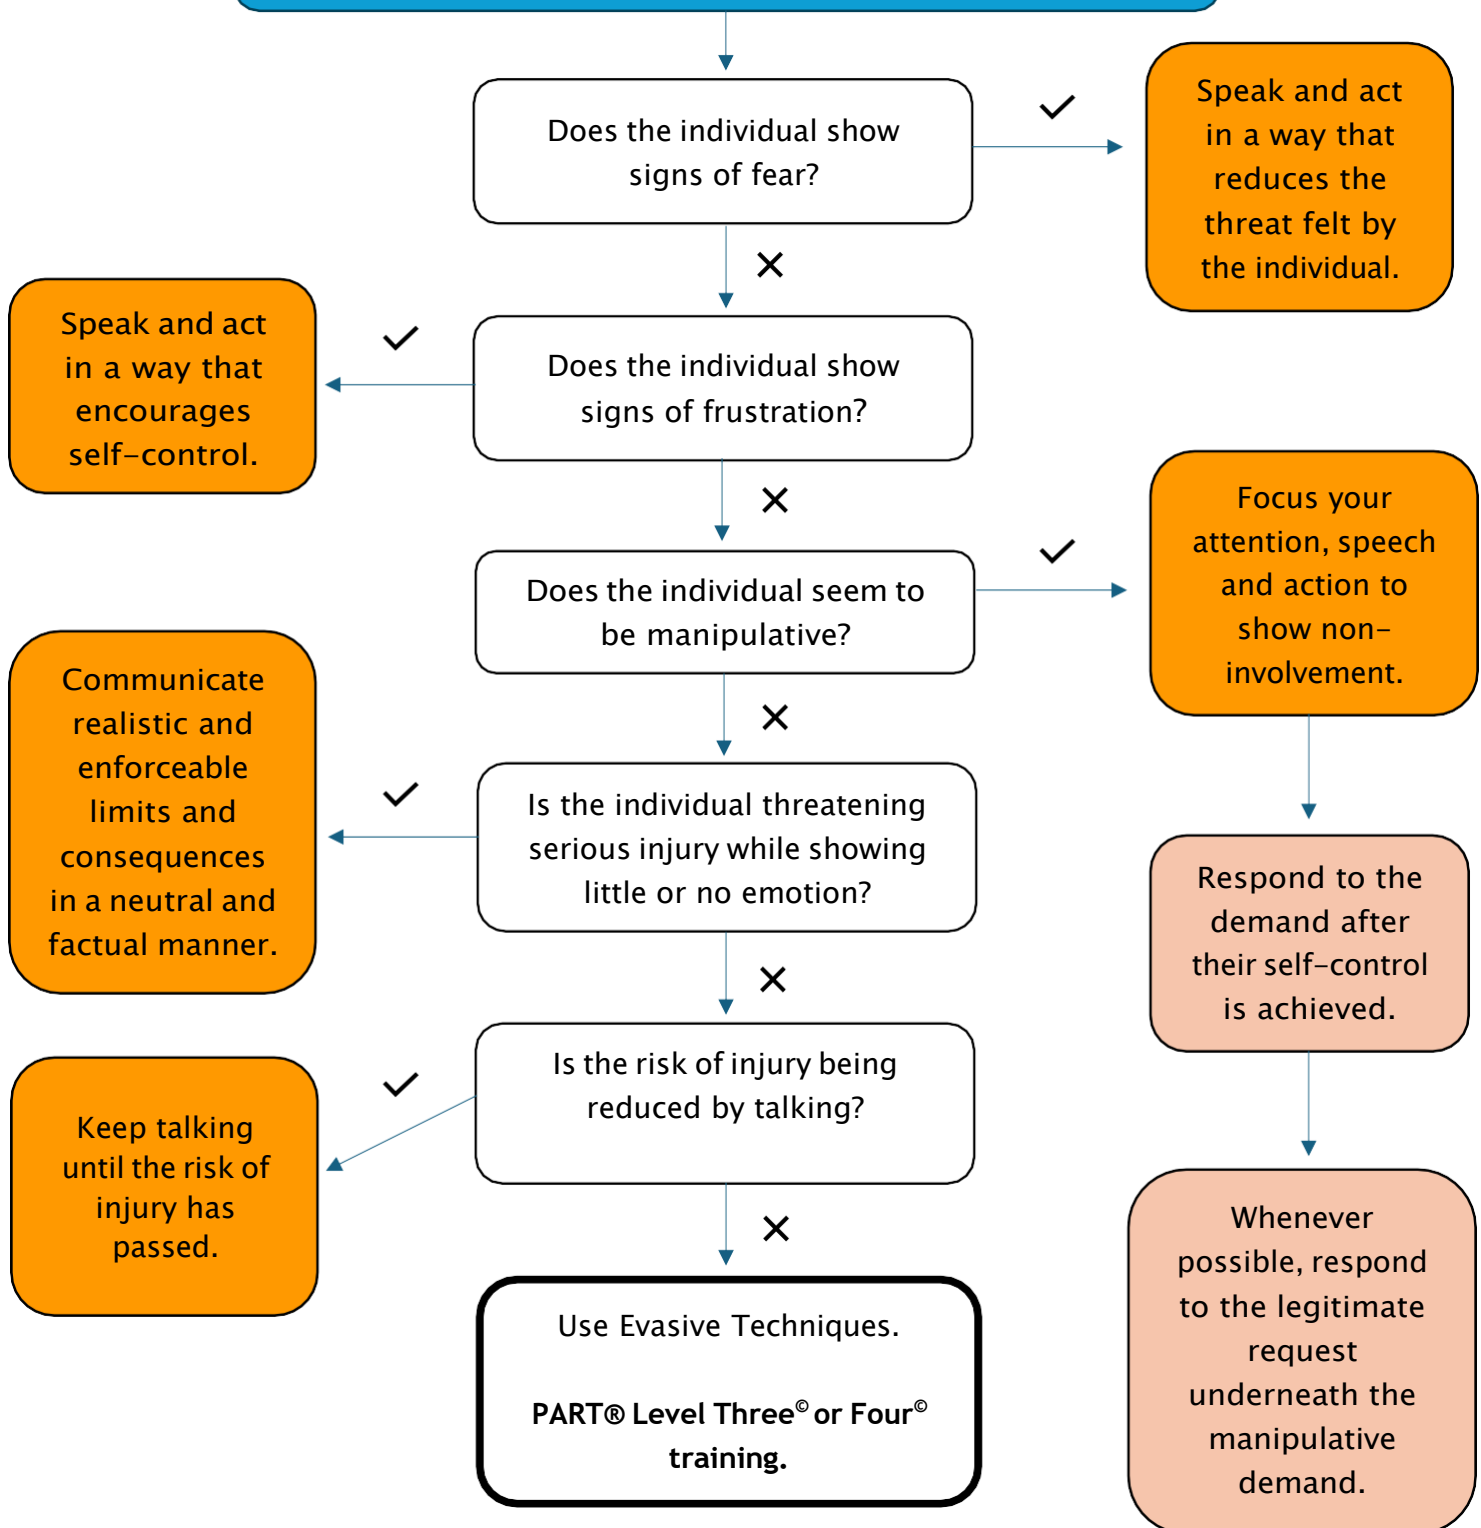 Does the individual show
signs of fear?
✓
Speak and act
in a way that
reduces the
threat felt by
the individual.
✕
Does the individual show
signs of frustration?
✓
Speak and act
in a way that
encourages
self-control.
✕
Does the individual seem to
be manipulative?
✓
Focus your
attention, speech
and action to
show non-
involvement.
Respond to the
demand after
their self-control
is achieved.
Whenever
possible, respond
to the legitimate
request
underneath the
manipulative
demand.
✕
Is the individual threatening
serious injury while showing
little or no emotion?
✓
Communicate
realistic and
enforceable
limits and
consequences
in a neutral and
factual manner.
✕
Is the risk of injury being
reduced by talking?
✓
Keep talking
until the risk of
injury has
passed.
✕
Use Evasive Techniques.
PART® Level Three© or Four©
training.